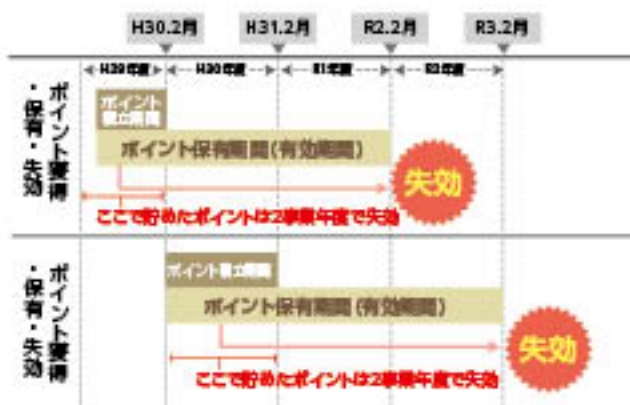 H30.2月 H31.2月 R2.2月 R3.2月
H29年度 H30年度 R1年度 R2年度
ポイント獲得・保有・失効
ポイント
積立期間
ポイント保有期間(有効期間)
失効
ここで貯めたポイントは2事業年度で失効
ポイント獲得・保有・失効
ポイント積立期間
ポイント保有期間(有効期間)
失効
ここで貯めたポイントは2事業年度で失効